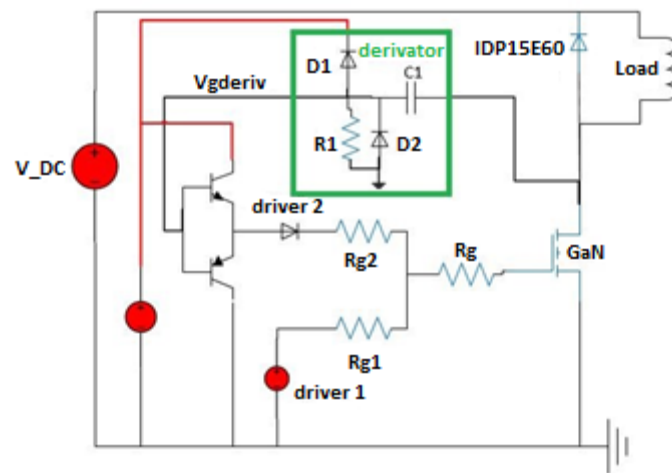 derivator
IDP15E60
D1
C1
Load
Vgderiv
R1
D2
V_DC
driver 2
Rg2
Rg
GaN
Rg1
driver 1